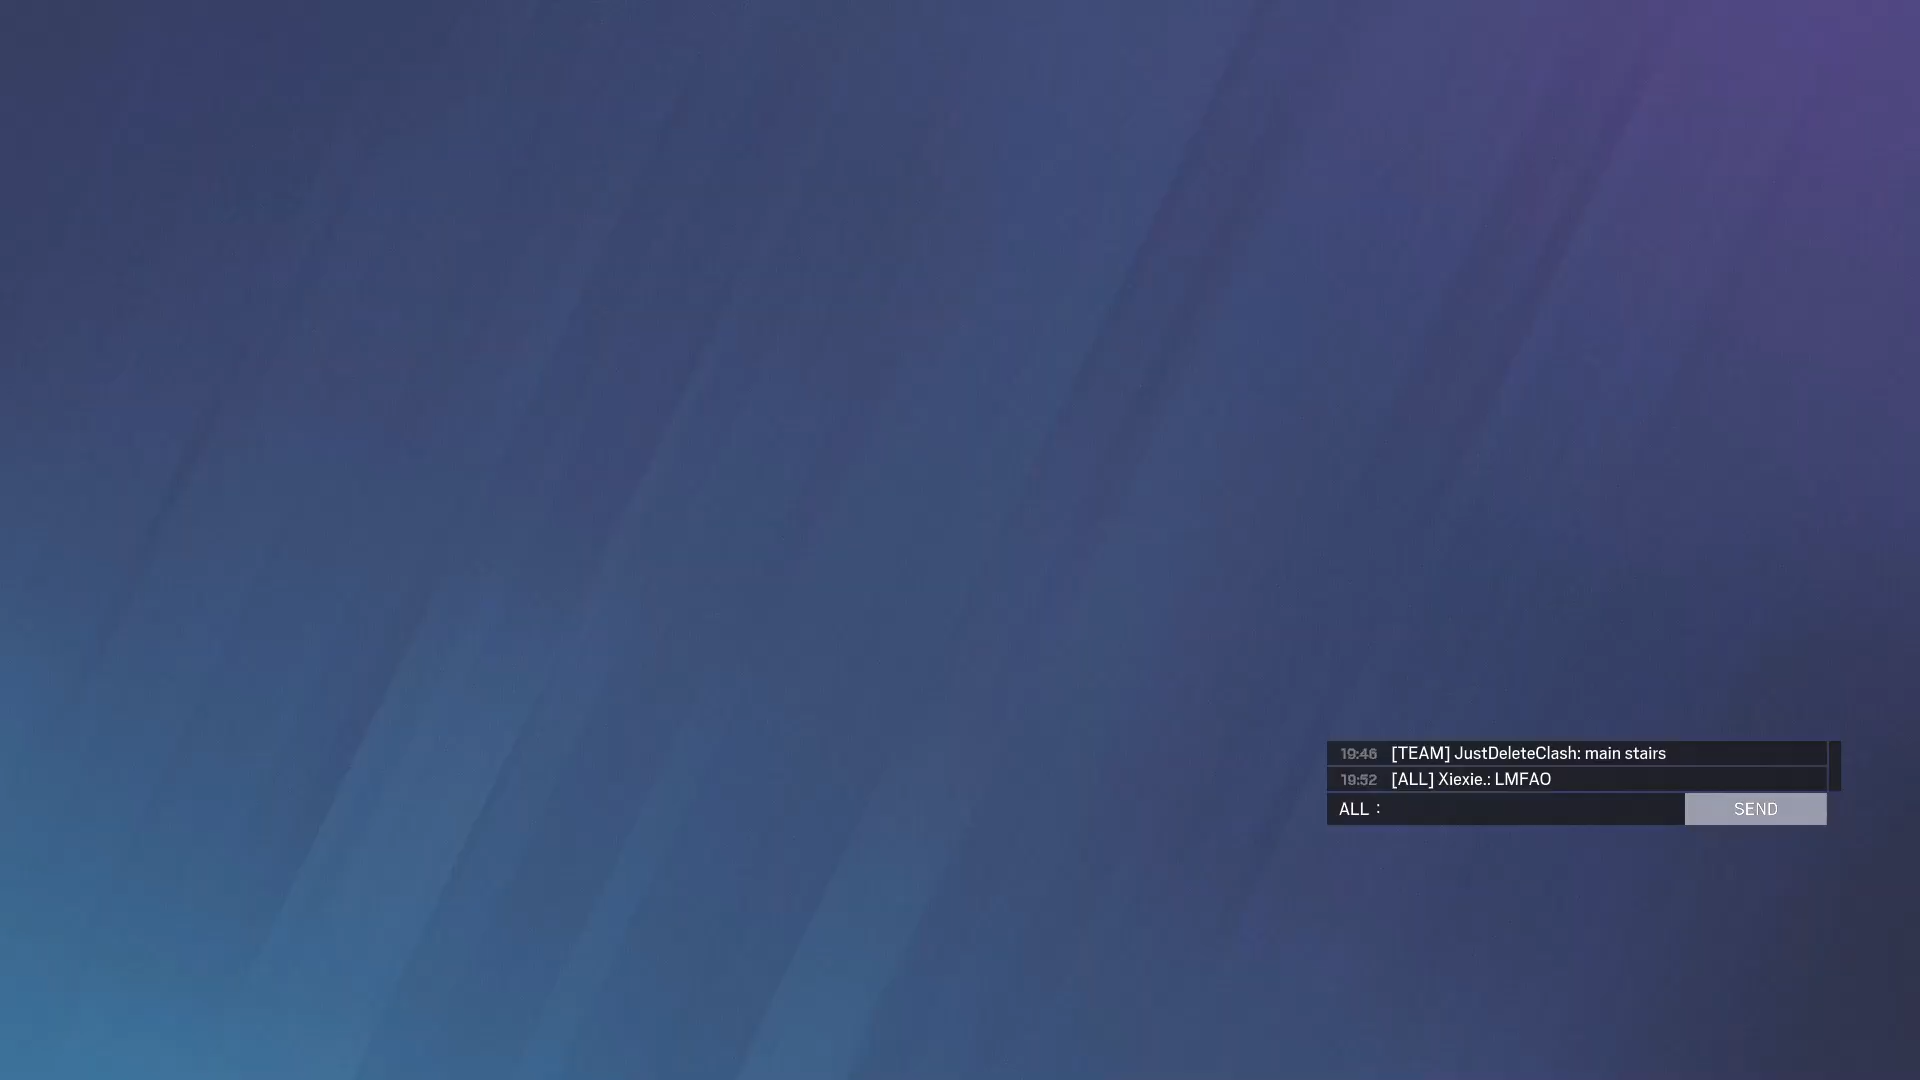 19:46 [TEAM] JustDeleteClash: main stairs
19:52 [ALL] Xiexie.: LMFAO
ALL : SEND